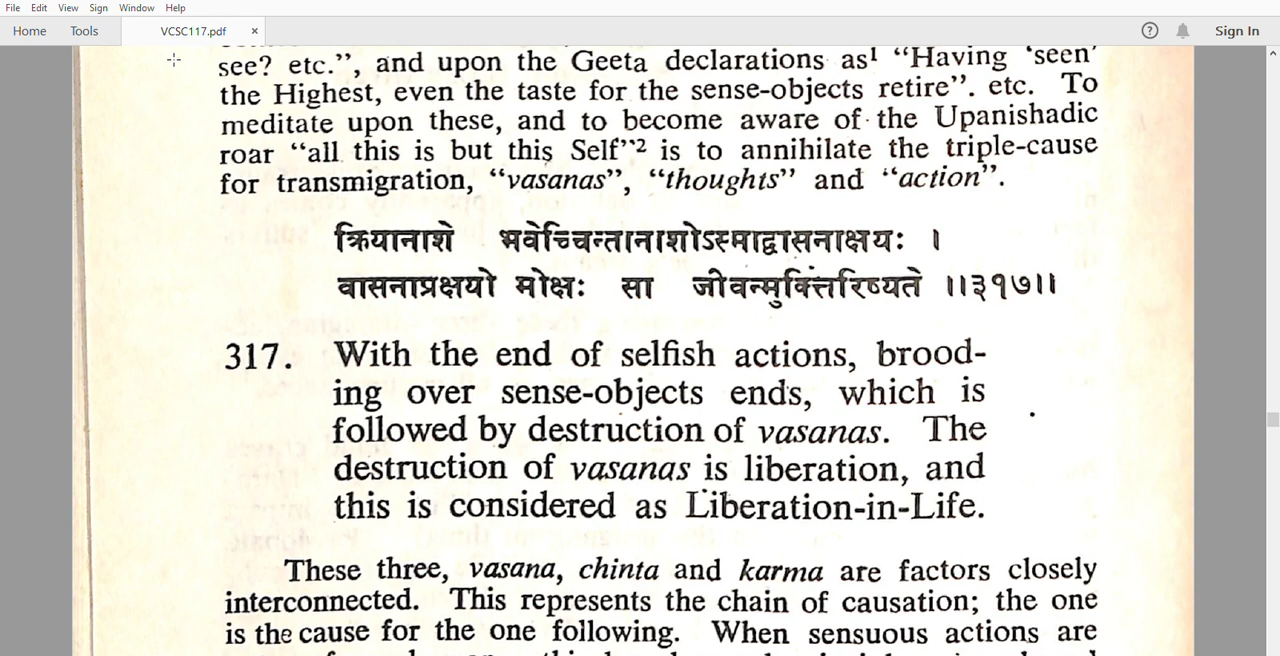 File Edit View Sign Window Help
Home Tools VCSC117.pdf × ? Sign In
see? etc.”, and upon the Geeta declarations as¹ “Having ‘seen’
the Highest, even the taste for the sense-objects retire”. etc. To
meditate upon these, and to become aware of the Upanishadic
roar “all this is but this Self”² is to annihilate the triple-cause
for transmigration, “vasanas”, “thoughts” and “action”.
क्रियानाशे भवेच्चिन्तानाशोऽस्माद्वासनाक्षयः ।
वासनाप्रक्षयो मोक्षः सा जीवन्मुक्तिरिष्यते ॥३१७॥
317. With the end of selfish actions, brood-
ing over sense-objects ends, which is
followed by destruction of vasanas. The
destruction of vasanas is liberation, and
this is considered as Liberation-in-Life.
These three, vasana, chinta and karma are factors closely
interconnected. This represents the chain of causation; the one
is the cause for the one following. When sensuous actions are